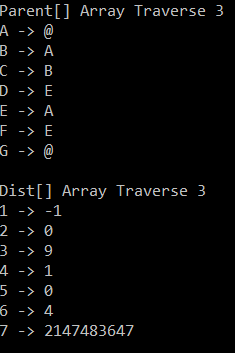 Parent[] Array Traverse 3
A -> @
B -> A
C -> B
D -> E
E -> A
F -> E
G -> @
Dist[] Array Traverse 3
1 -> -1
2 -> 0
3 -> 9
4 -> 1
5 -> 0
6 -> 4
7 -> 2147483647